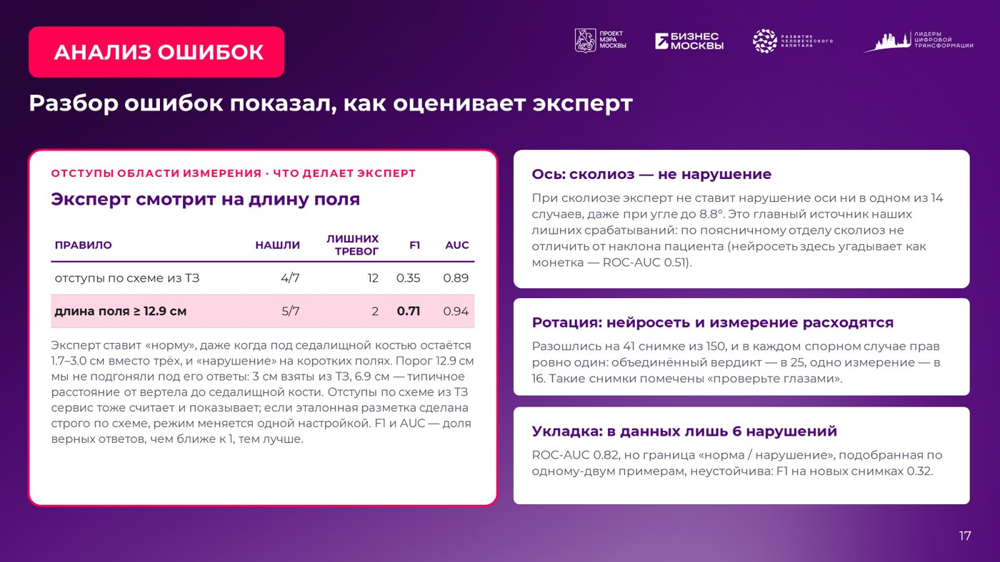 АНАЛИЗ ОШИБОК
ПРОЕКТ
МЭРА
МОСКВЫ
БИЗНЕС
МОСКВЫ
РАЗВИТИЕ
ЧЕЛОВЕЧЕСКОГО
КАПИТАЛА
ЛИДЕРЫ
ЦИФРОВОЙ
ТРАНСФОРМАЦИИ
Разбор ошибок показал, как оценивает эксперт
ОТСТУПЫ ОБЛАСТИ ИЗМЕРЕНИЯ · ЧТО ДЕЛАЕТ ЭКСПЕРТ
Эксперт смотрит на длину поля
ПРАВИЛО НАШЛИ ЛИШНИХ ТРЕВОГ F1 AUC
отступы по схеме из ТЗ 4/7 12 0.35 0.89
длина поля ≥ 12.9 см 5/7 2 0.71 0.94
Эксперт ставит «норму», даже когда под седалищной костью остаётся
1.7–3.0 см вместо трёх, и «нарушение» на коротких полях. Порог 12.9 см
мы не подгоняли под его ответы: 3 см взяты из ТЗ, 6.9 см — типичное
расстояние от вертела до седалищной кости. Отступы по схеме из ТЗ
сервис тоже считает и показывает; если эталонная разметка сделана
строго по схеме, режим меняется одной настройкой. F1 и AUC — доля
верных ответов, чем ближе к 1, тем лучше.
Ось: сколиоз — не нарушение
При сколиозе эксперт не ставит нарушение оси ни в одном из 14
случаев, даже при угле до 8.8°. Это главный источник наших
лишних срабатываний: по поясничному отделу сколиоз не
отличить от наклона пациента (нейросеть здесь угадывает как
монетка — ROC-AUC 0.51).
Ротация: нейросеть и измерение расходятся
Разошлись на 41 снимке из 150, и в каждом спорном случае прав
ровно один: объединённый вердикт — в 25, одно измерение — в
16. Такие снимки помечены «проверьте глазами».
Укладка: в данных лишь 6 нарушений
ROC-AUC 0.82, но граница «норма / нарушение», подобранная по
одному-двум примерам, неустойчива: F1 на новых снимках 0.32.
17